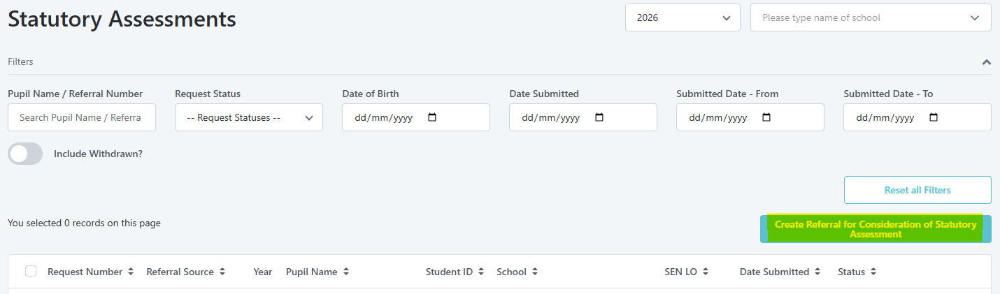 Statutory Assessments
2026
Please type name of school
Filters
Pupil Name / Referral Number
Request Status
Date of Birth
Date Submitted
Submitted Date - From
Submitted Date - To
Search Pupil Name / Referra
-- Request Statuses --
dd/mm/yyyy
dd/mm/yyyy
dd/mm/yyyy
dd/mm/yyyy
Include Withdrawn?
Reset all Filters
You selected 0 records on this page
Create Referral for Consideration of Statutory
Assessment
Request Number
Referral Source
Year
Pupil Name
Student ID
School
SEN LO
Date Submitted
Status